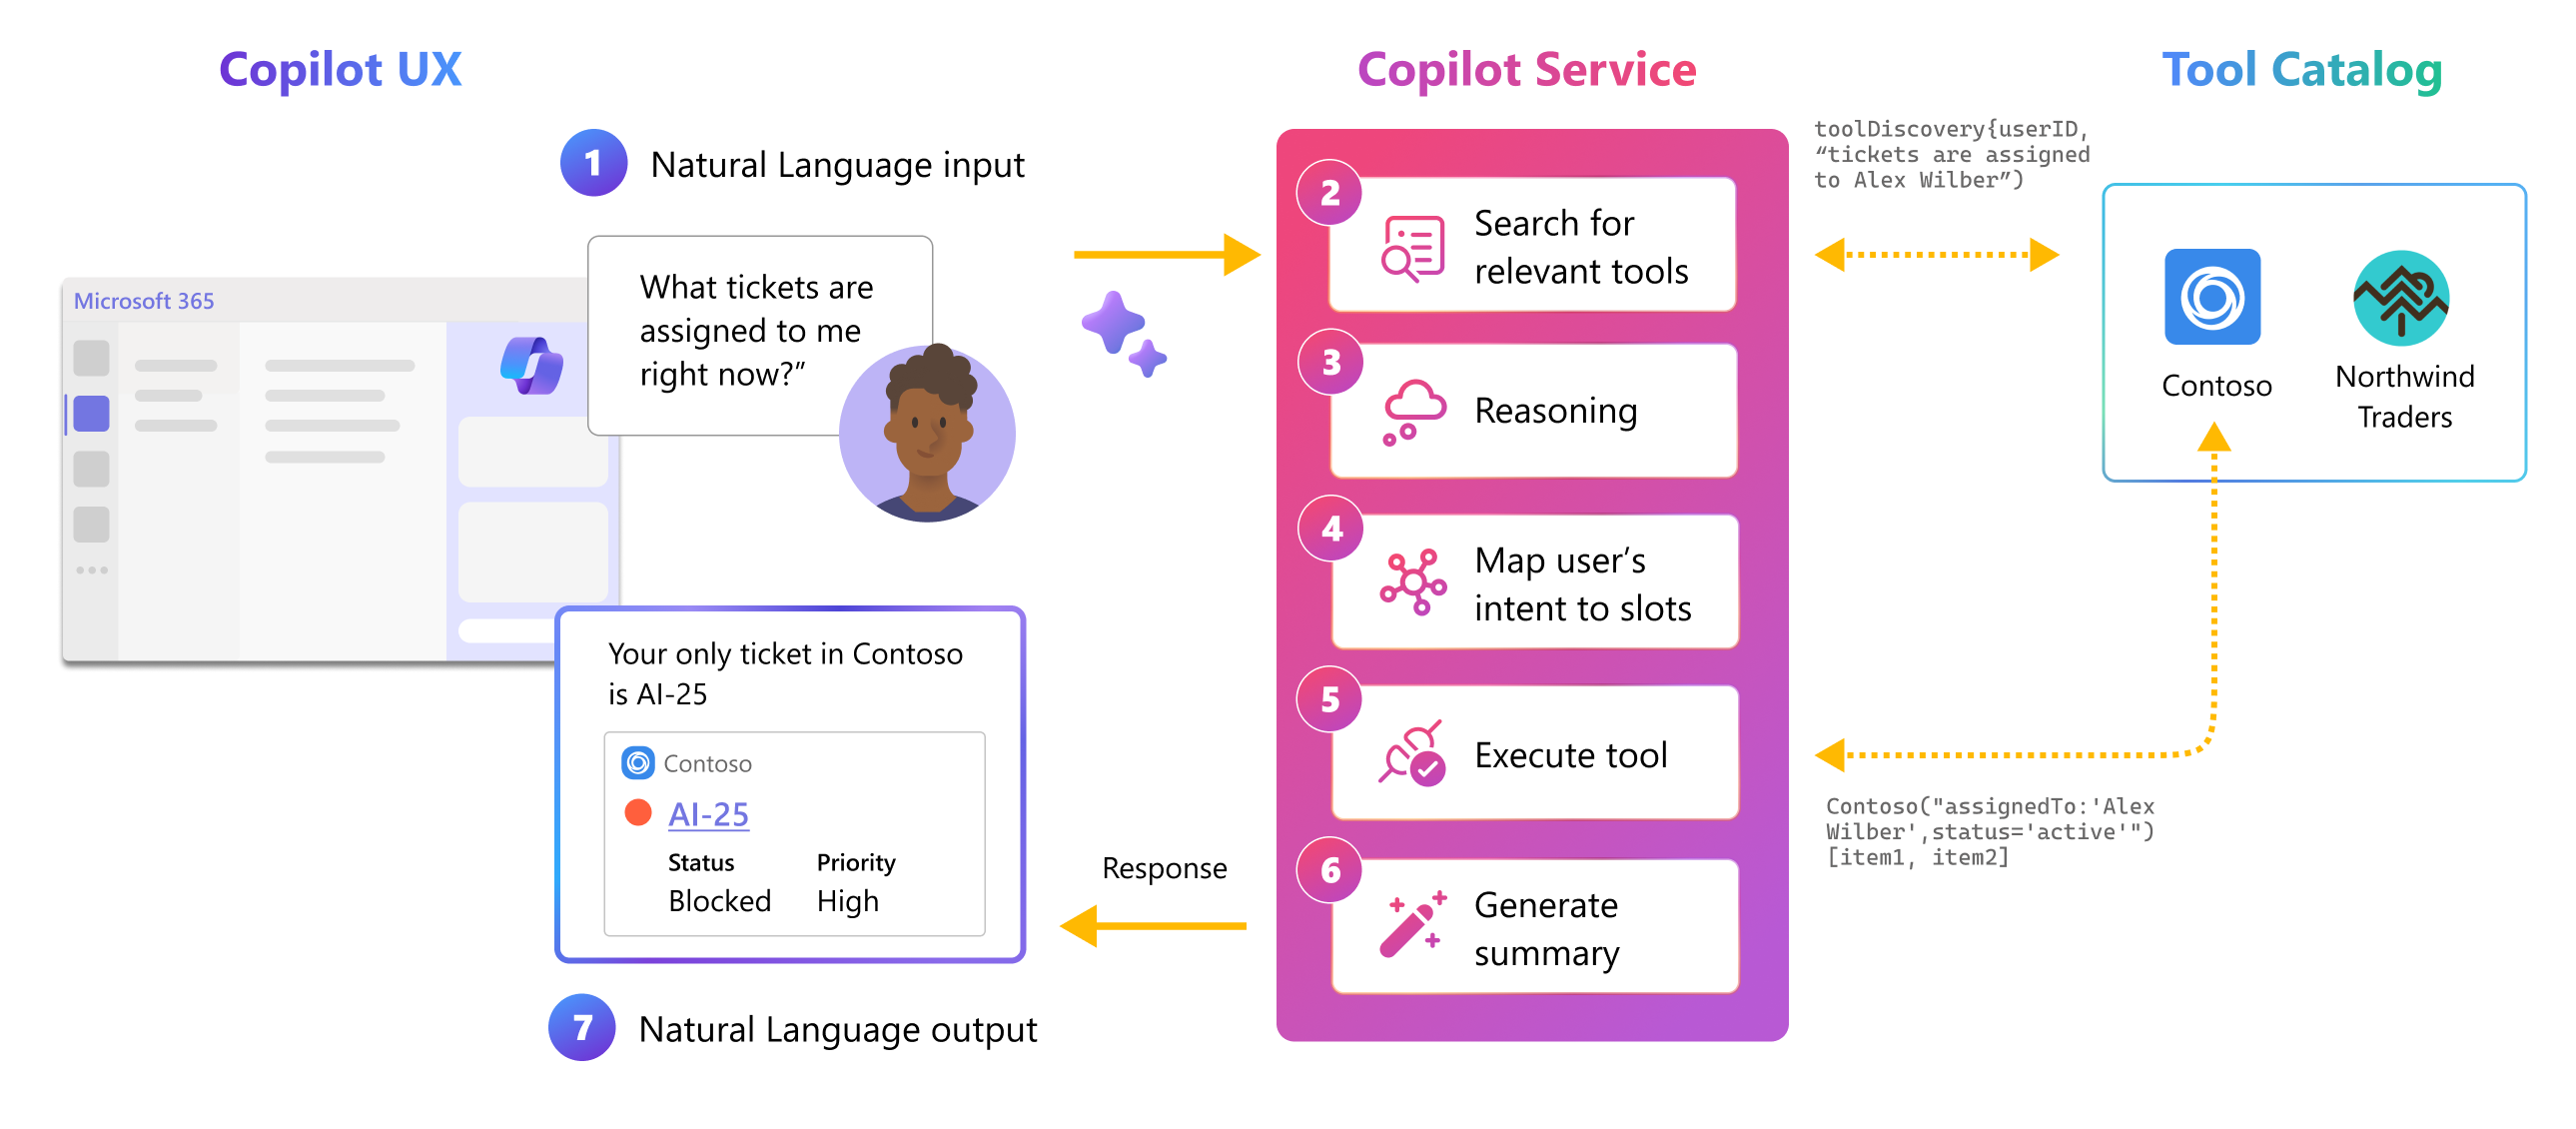 Copilot UX
Copilot Service
Tool Catalog
1
Natural Language input
Microsoft 365
What tickets are
assigned to me
right now?”
2
Search for
relevant tools
3
Reasoning
4
Map user’s
intent to slots
5
Execute tool
6
Generate
summary
toolDiscovery{userID,
“tickets are assigned
to Alex Wilber”)
Contoso
Northwind
Traders
Contoso("assignedTo:'Alex
Wilber',status='active'")
[item1, item2]
Response
Your only ticket in Contoso
is AI-25
Contoso
AI-25
Status Priority
Blocked High
7
Natural Language output